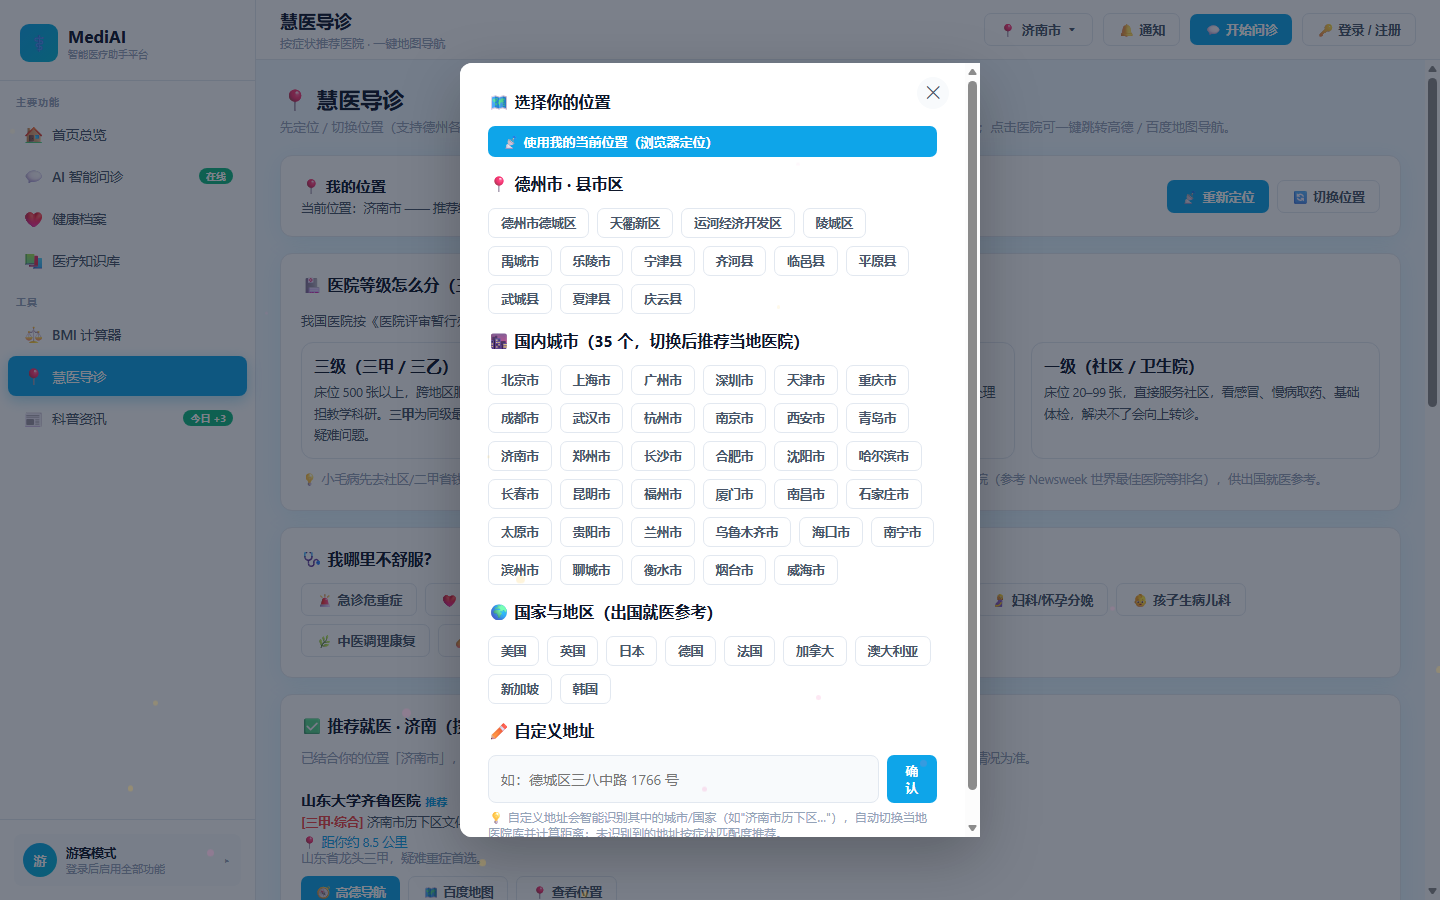 MediAI
智能医疗助手平台
主要功能
首页总览
AI 智能问诊
在线
健康档案
医疗知识库
工具
BMI 计算器
慧医导诊
科普资讯
今日 +3
游
游客模式
登录后启用全部功能
慧医导诊
按症状推荐医院 · 一键地图导航
济南市
通知
开始问诊
登录 / 注册
慧医导诊
先定位 / 切换位置（支持德州各
；点击医院可一键跳转高德 / 百度地图导航。
我的位置
当前位置：济南市 —— 推荐
重新定位
切换位置
医院等级怎么分（三
我国医院按《医院评审暂行
三级（三甲 / 三乙）
床位 500 张以上，跨地区服
担教学科研。三甲为同级最
疑难问题。
理
一级（社区 / 卫生院）
床位 20–99 张，直接服务社区，看感冒、慢病取药、基础
体检，解决不了会向上转诊。
小毛病先去社区/二甲省钱
院（参考 Newsweek 世界最佳医院等排名），供出国就医参考。
我哪里不舒服？
急诊危重症
妇科/怀孕分娩
孩子生病儿科
中医调理康复
推荐就医 · 济南（按
已结合你的位置「济南市」，
情况为准。
山东大学齐鲁医院 推荐
[三甲·综合] 济南市历下区文化
距你约 8.5 公里
山东省龙头三甲，疑难重症首选。
高德导航
百度地图
查看位置
选择你的位置
使用我的当前位置（浏览器定位）
德州市 · 县市区
德州市德城区
天衢新区
运河经济开发区
陵城区
禹城市
乐陵市
宁津县
齐河县
临邑县
平原县
武城县
夏津县
庆云县
国内城市（35 个，切换后推荐当地医院）
北京市
上海市
广州市
深圳市
天津市
重庆市
成都市
武汉市
杭州市
南京市
西安市
青岛市
济南市
郑州市
长沙市
合肥市
沈阳市
哈尔滨市
长春市
昆明市
福州市
厦门市
南昌市
石家庄市
太原市
贵阳市
兰州市
乌鲁木齐市
海口市
南宁市
滨州市
聊城市
衡水市
烟台市
威海市
国家与地区（出国就医参考）
美国
英国
日本
德国
法国
加拿大
澳大利亚
新加坡
韩国
自定义地址
如：德城区三八中路 1766 号
确
认
自定义地址会智能识别其中的城市/国家（如"济南市历下区..."），自动切换当地
医院库并计算距离；未识别到的地址按症状匹配度推荐。